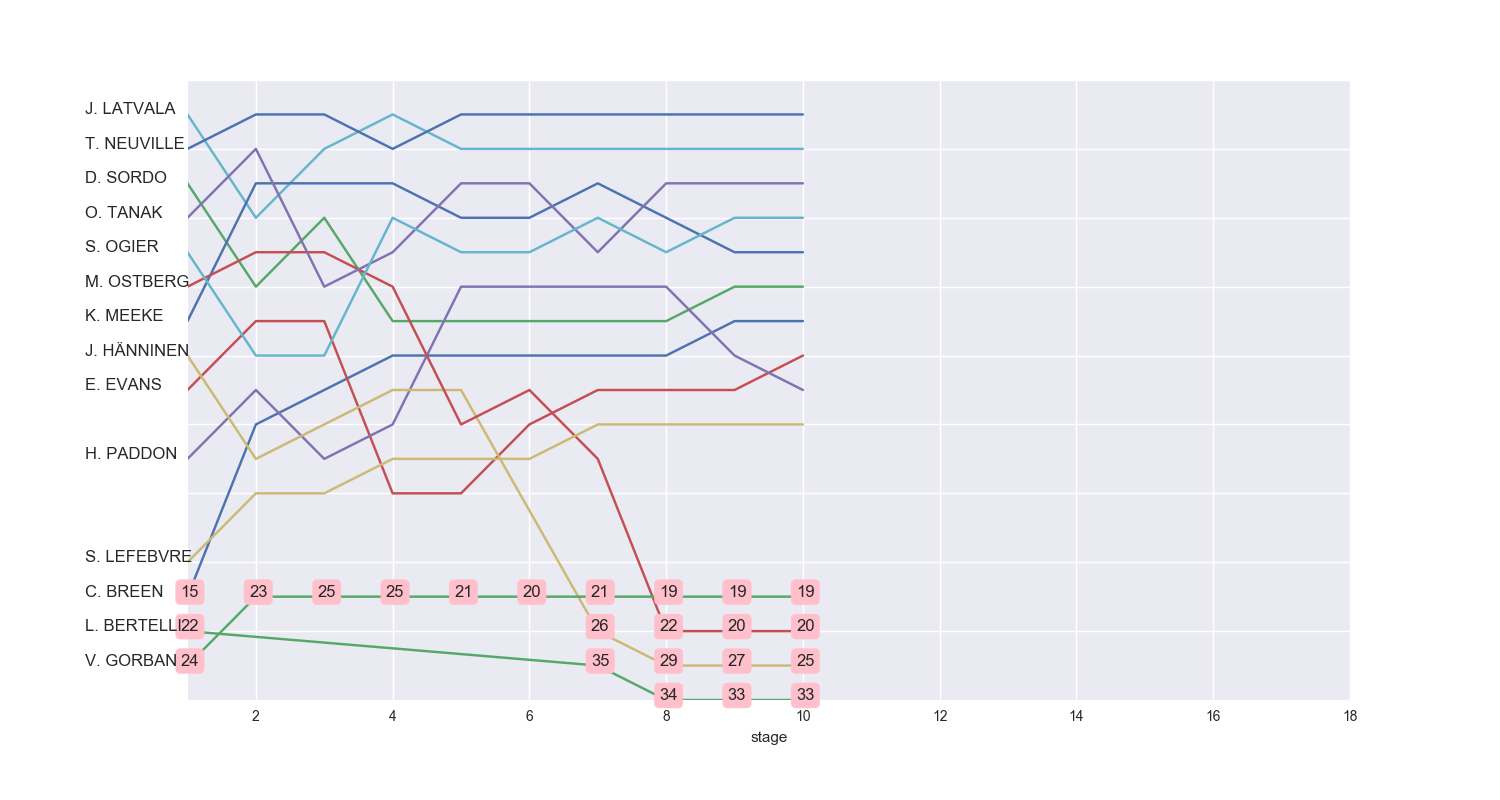 J. LATVALA
T. NEUVILLE
D. SORDO
O. TANAK
S. OGIER
M. OSTBERG
K. MEEKE
J. HÄNNINEN
E. EVANS
H. PADDON
S. LEFEBVRE
C. BREEN 15 23 25 25 21 20 21 19 19 19
L. BERTELLI 22 26 22 20 20
V. GORBAN 24 35 29 27 25
34 33 33
2 4 6 8 10 12 14 16 18
stage